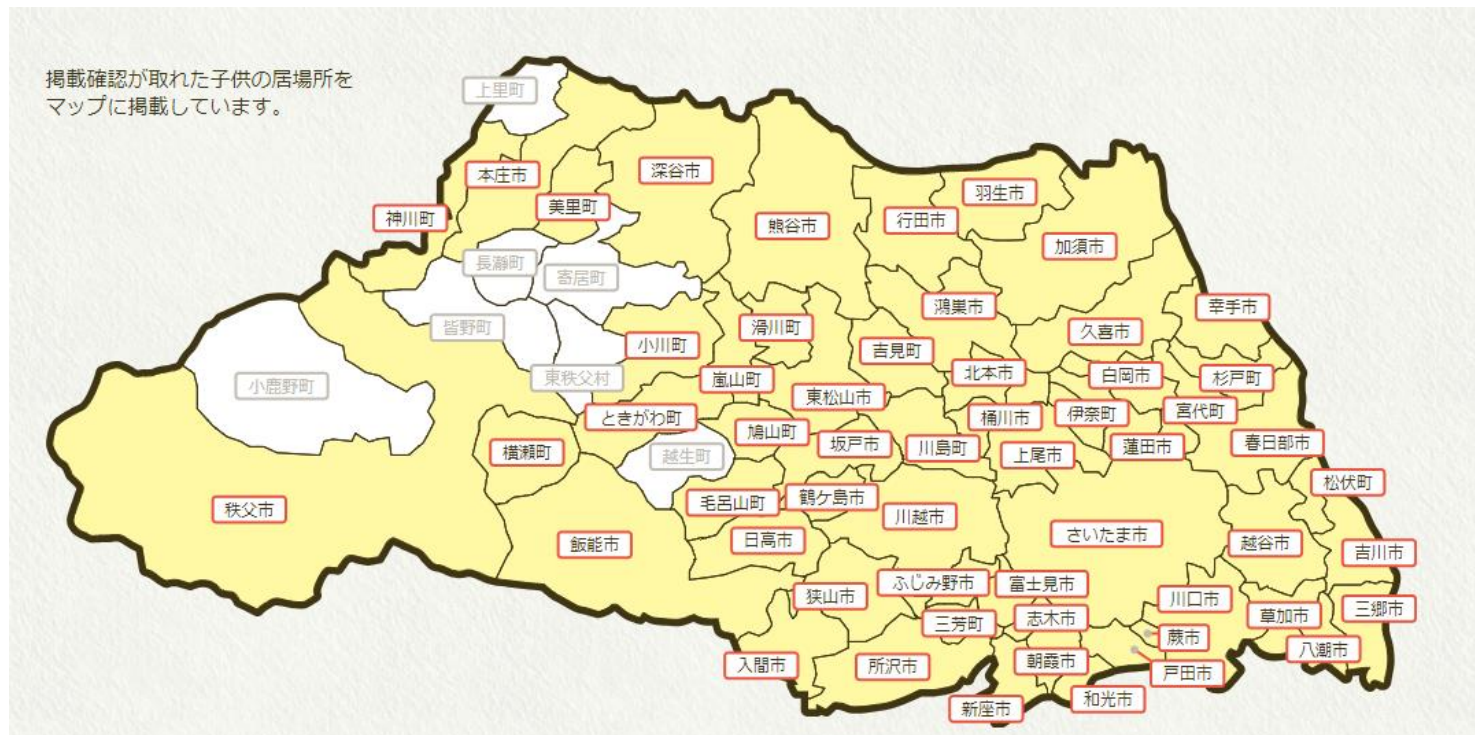 掲載確認が取れた子供の居場所を
マップに掲載しています。
上里町
本庄市
深谷市
神川町
美里町
熊谷市
行田市
羽生市
加須市
長瀞町
寄居町
皆野町
小川町
滑川町
鴻巣市
吉見町
久喜市
幸手市
小鹿野町
東秩父村
嵐山町
東松山市
北本市
白岡市
杉戸町
ときがわ町
鳩山町
坂戸市
川島町
桶川市
伊奈町
宮代町
横瀬町
越生町
上尾市
蓮田市
春日部市
松伏町
秩父市
毛呂山町
鶴ケ島市
川越市
さいたま市
越谷市
吉川市
飯能市
日高市
狭山市
ふじみ野市
富士見市
川口市
三芳町
志木市
草加市
三郷市
蕨市
八潮市
入間市
所沢市
朝霞市
戸田市
新座市
和光市